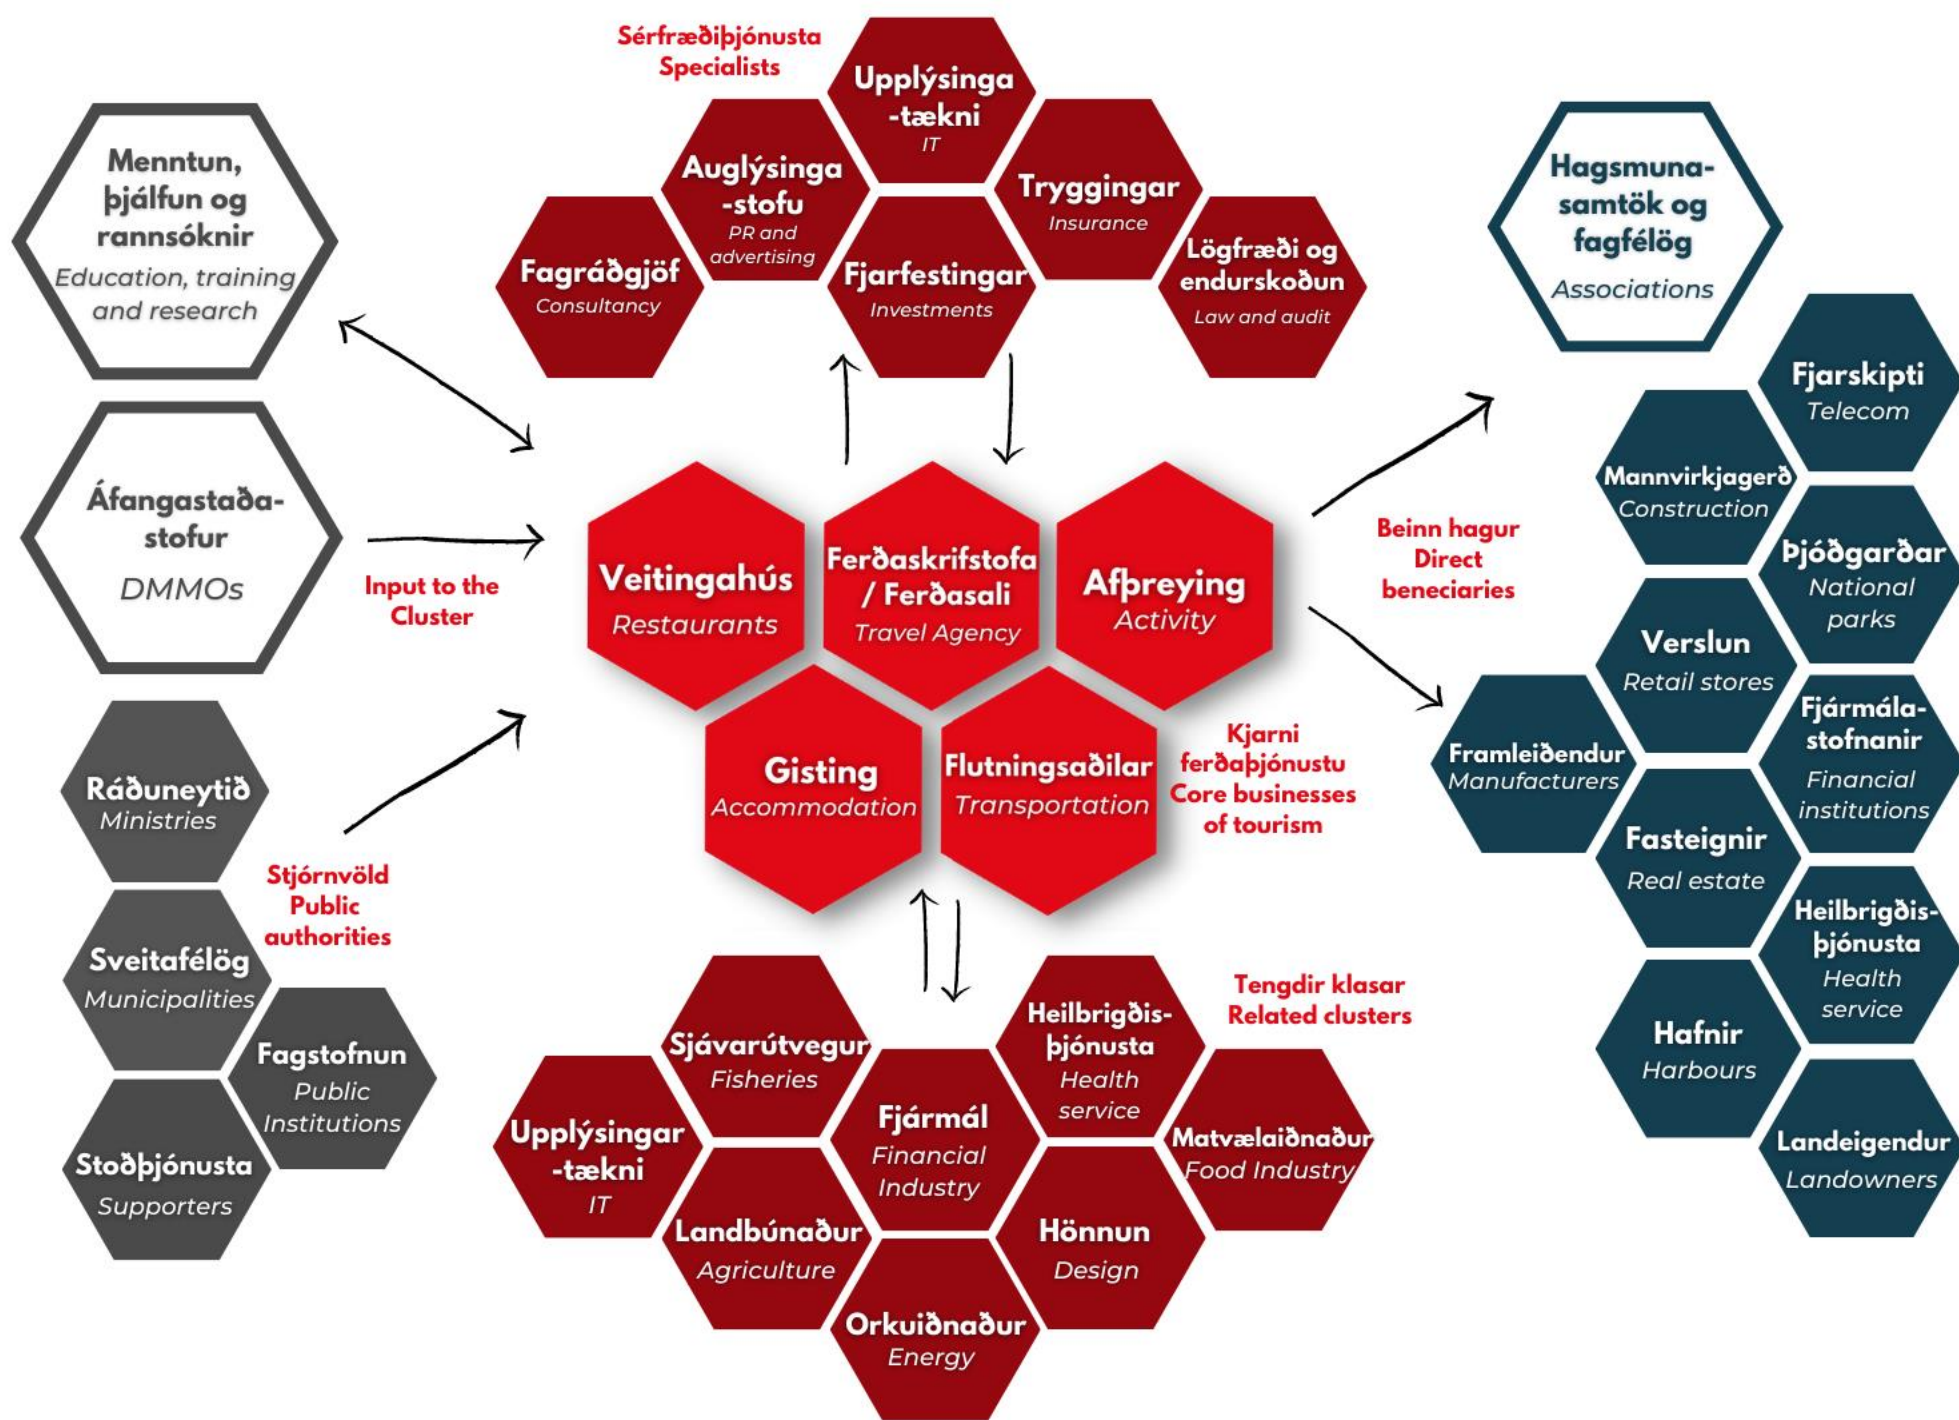 Sérfræðiþjónusta
Specialists
Upplýsinga
-tækni
IT
Auglýsinga
-stofu
PR and
advertising
Tryggingar
Insurance
Fagráðgjöf
Consultancy
Fjarfestingar
Investments
Lögfræði og
endurskoðun
Law and audit
Menntun,
þjálfun og
rannsóknir
Education, training
and research
Áfangastaða-
stofur
DMMOs
Input to the
Cluster
Ráðuneytið
Ministries
Stjórnvöld
Public
authorities
Sveitafélög
Municipalities
Fagstofnun
Public
Institutions
Stoðþjónusta
Supporters
Veitingahús
Restaurants
Ferðaskrifstofa
/ Ferðasali
Travel Agency
Afþreying
Activity
Gisting
Accommodation
Flutningsaðilar
Transportation
Kjarni
ferðaþjónustu
Core businesses
of tourism
Tengdir klasar
Related clusters
Sjávarútvegur
Fisheries
Heilbrigðis-
þjónusta
Health
service
Upplýsingar
-tækni
IT
Fjármál
Financial
Industry
Matvælaiðnaður
Food Industry
Landbúnaður
Agriculture
Hönnun
Design
Orkuiðnaður
Energy
Beinn hagur
Direct
beneciaries
Hagsmuna-
samtök og
fagfélög
Associations
Fjarskipti
Telecom
Mannvirkjagerð
Construction
Þjóðgarðar
National
parks
Verslun
Retail stores
Framleiðendur
Manufacturers
Fjármála-
stofnanir
Financial
institutions
Fasteignir
Real estate
Heilbrigðis-
þjónusta
Health
service
Hafnir
Harbours
Landeigendur
Landowners